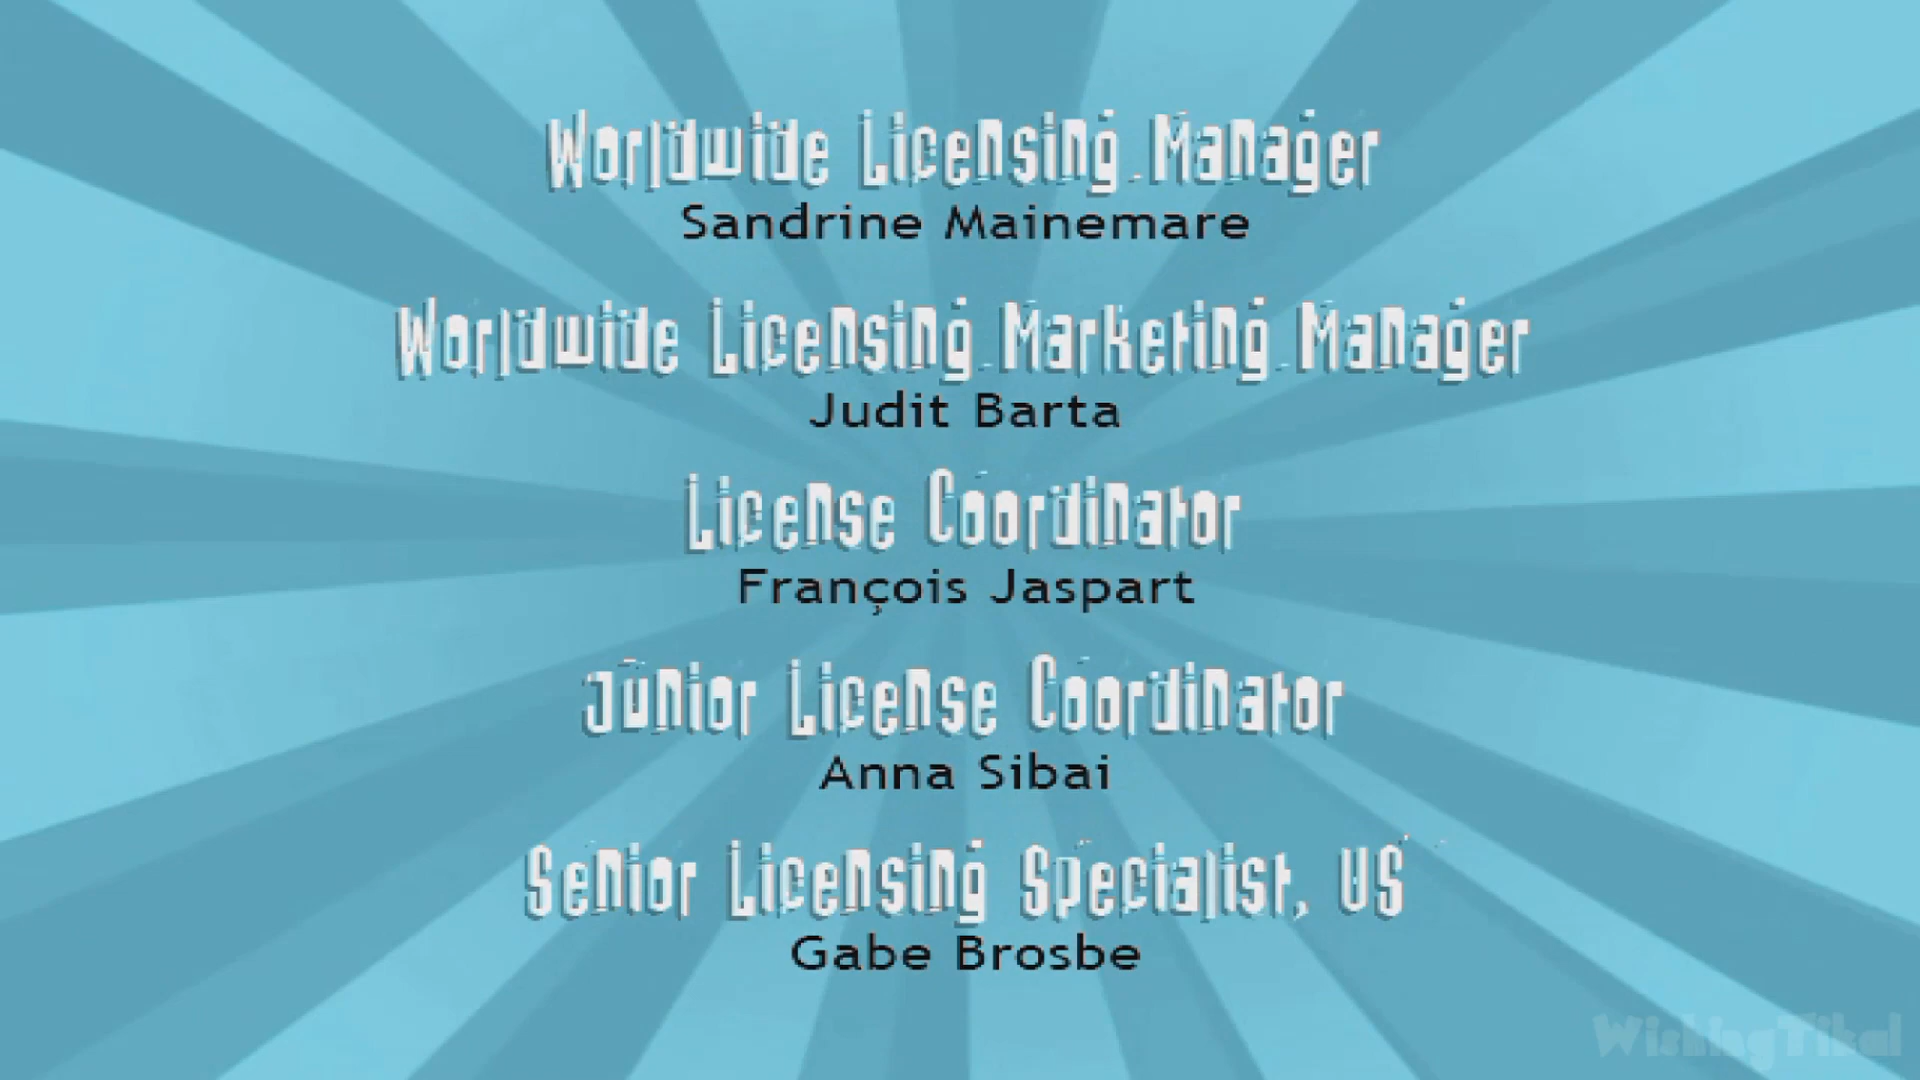 Worldwide Licensing Manager
Sandrine Mainemare
Worldwide Licensing Marketing Manager
Judit Barta
License Coordinator
François Jaspart
Junior License Coordinator
Anna Sibai
Senior Licensing Specialist, US
Gabe Brosbe
WishingTikal